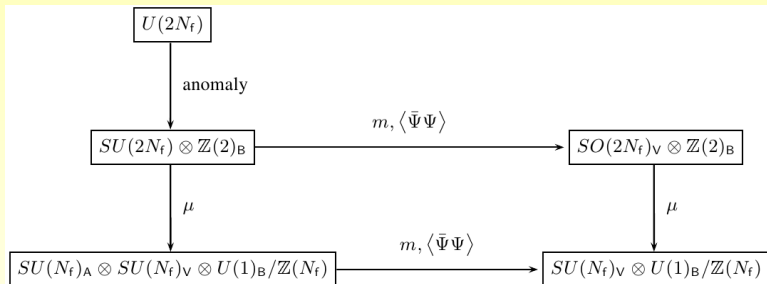 U(2N_f)
anomaly
m, ⟨Ψ̄Ψ⟩
SU(2N_f) ⊗ ℤ(2)_B
SO(2N_f)_V ⊗ ℤ(2)_B
μ
μ
m, ⟨Ψ̄Ψ⟩
SU(N_f)_A ⊗ SU(N_f)_V ⊗ U(1)_B/ℤ(N_f)
SU(N_f)_V ⊗ U(1)_B/ℤ(N_f)